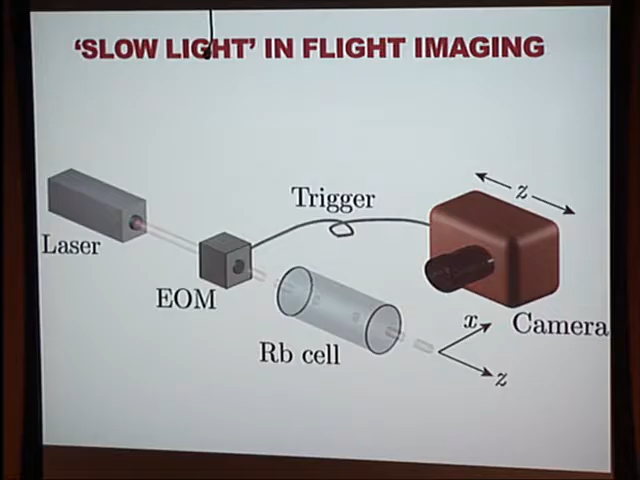 ‘SLOW LIGHT’ IN FLIGHT IMAGING
Trigger
z
Laser
EOM
Rb cell
x
Camera
z